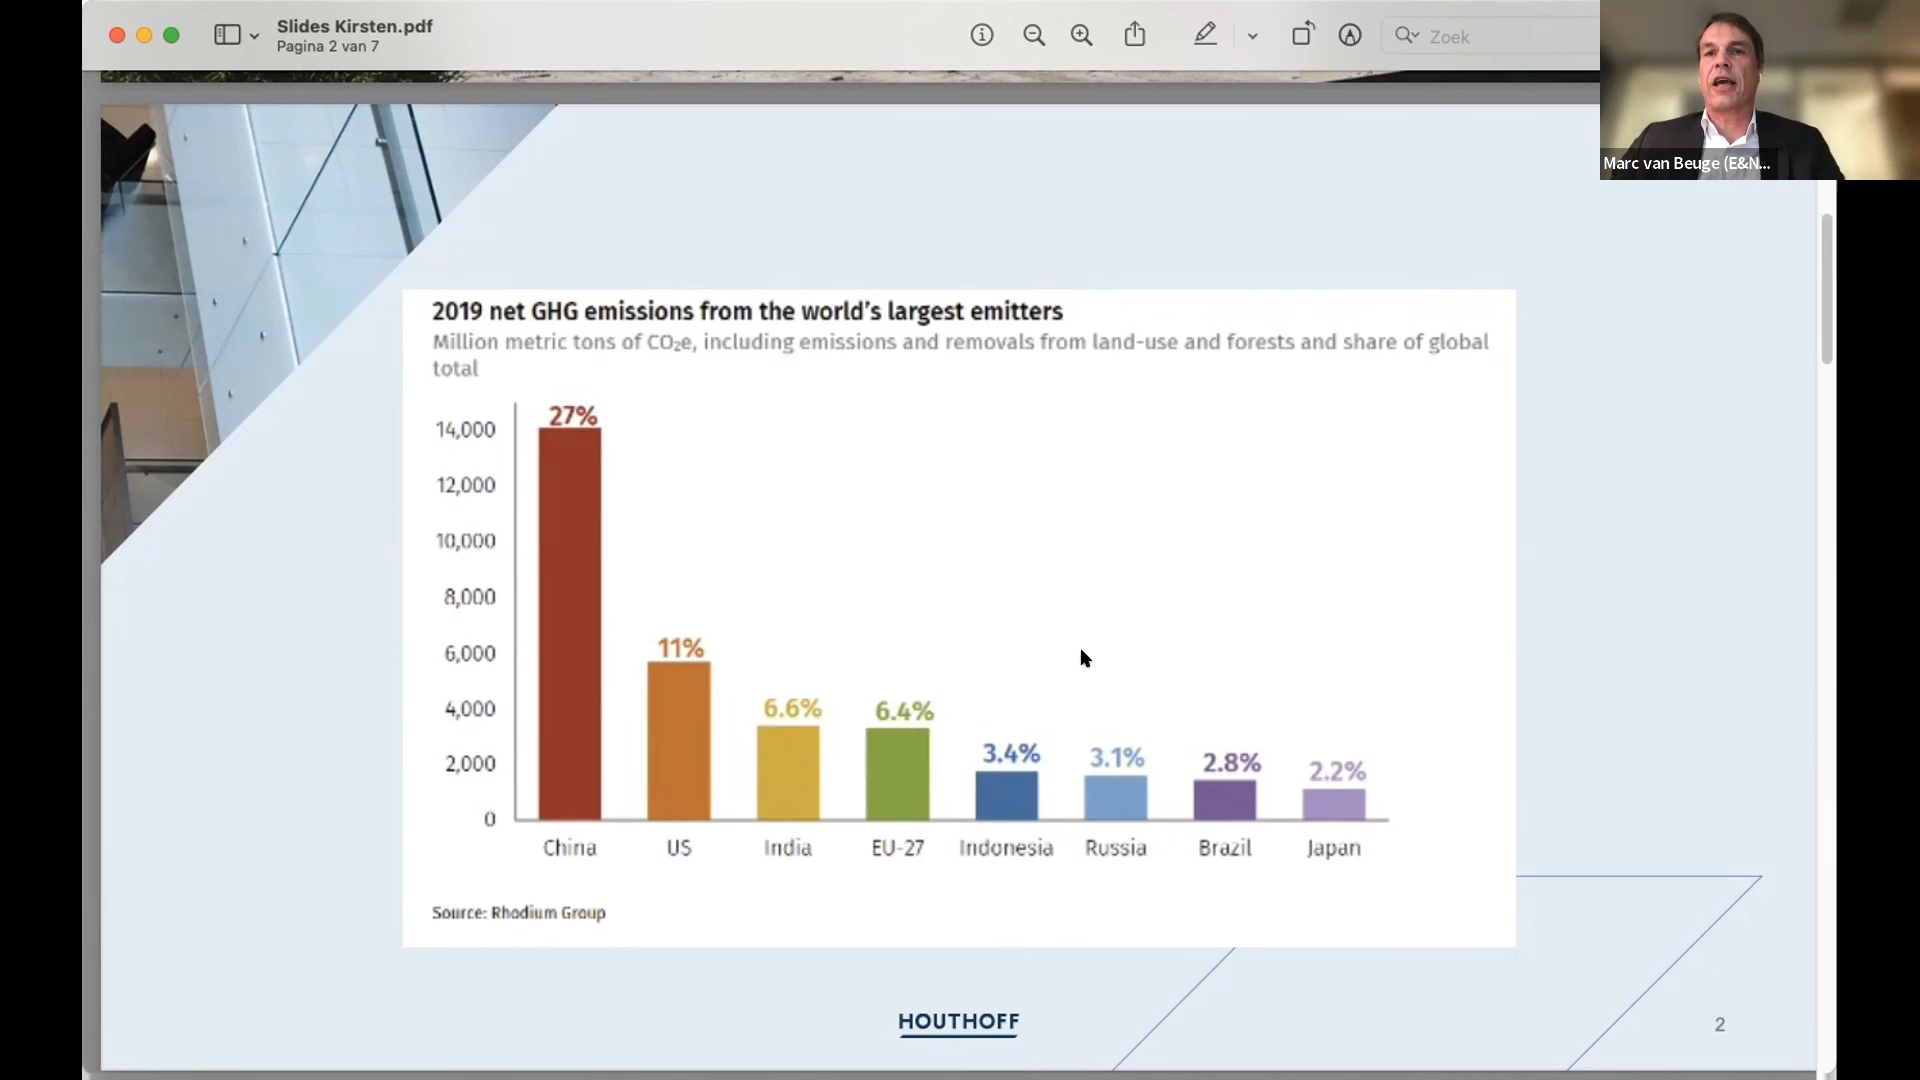 Slides Kirsten.pdf
Pagina 2 van 7
Zoek
Marc van Beuge (E&N...
2019 net GHG emissions from the world's largest emitters
Million metric tons of CO₂e, including emissions and removals from land-use and forests and share of global
total
14,000
12,000
10,000
8,000
6,000
4,000
2,000
0
27%
11%
6.6%
6.4%
3.4%
3.1%
2.8%
2.2%
China
US
India
EU-27
Indonesia
Russia
Brazil
Japan
Source: Rhodium Group
HOUTHOFF
2